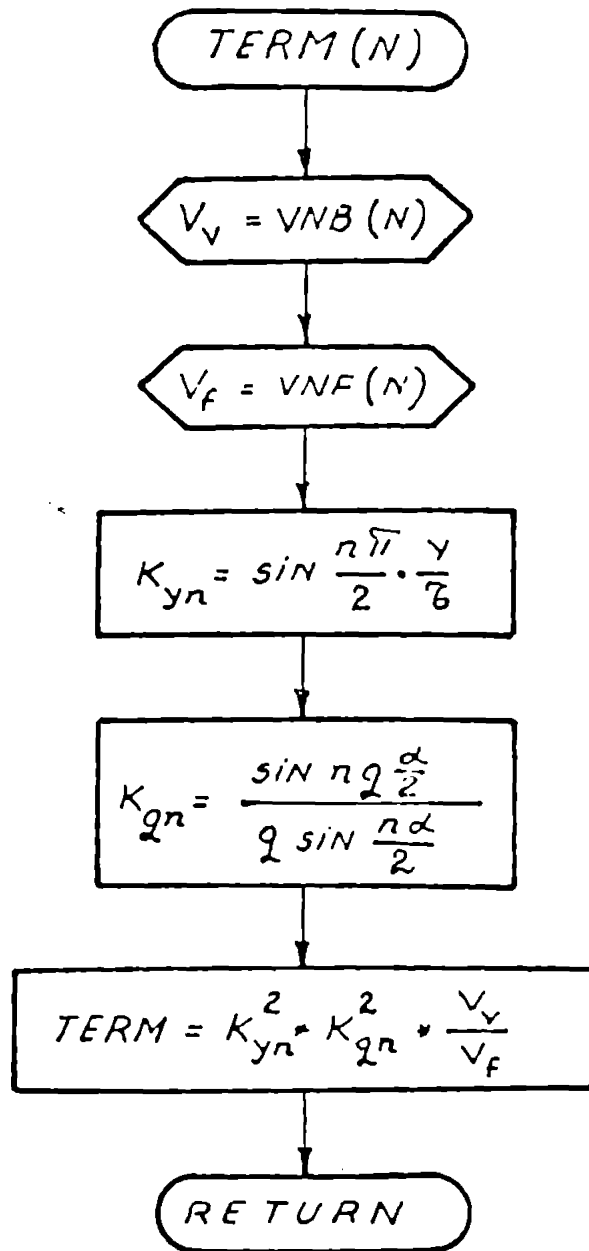 TERM (N)
V_v = VNB (N)
V_f = VNF (N)
K_yn = SIN nπ/2 · y/τ
K_qn = SIN n q α/2 / q SIN nα/2
TERM = K_yn^2 * K_qn^2 * V_v/V_f
RETURN